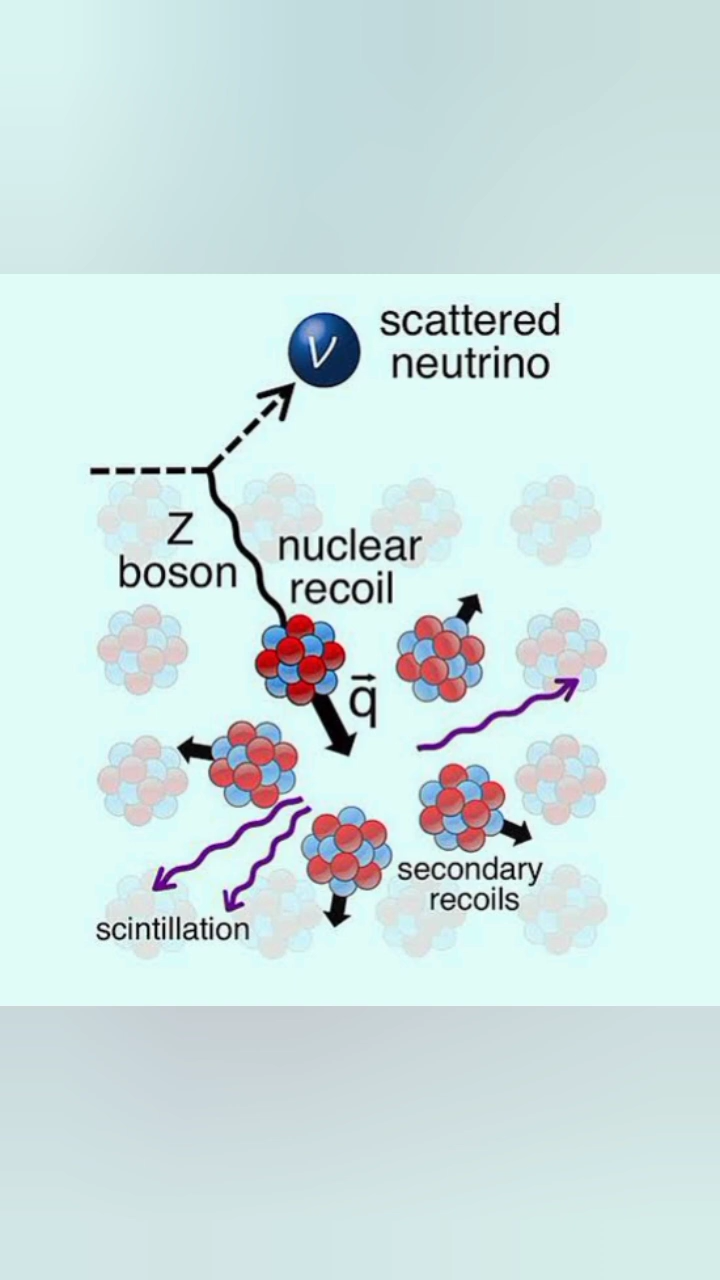 ν
scattered
neutrino
Z
boson
nuclear
recoil
q⃗
secondary
recoils
scintillation